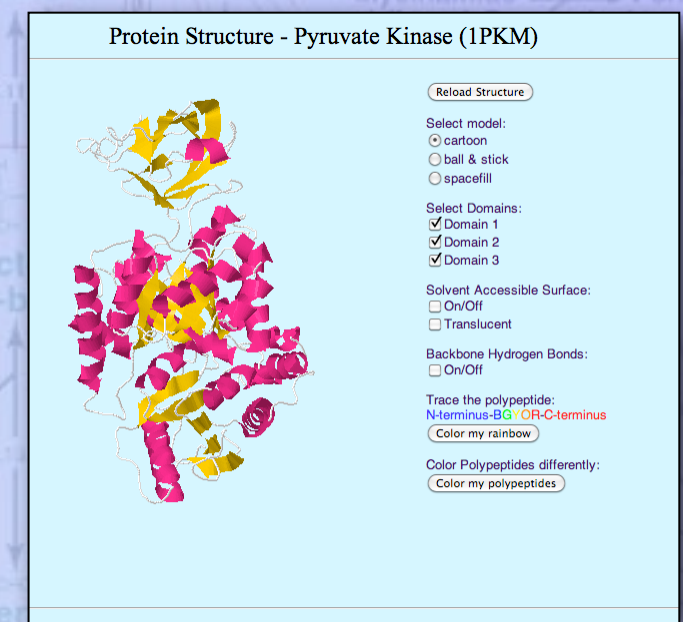 Protein Structure - Pyruvate Kinase (1PKM)
Reload Structure
Select model:
cartoon
ball & stick
spacefill
Select Domains:
Domain 1
Domain 2
Domain 3
Solvent Accessible Surface:
On/Off
Translucent
Backbone Hydrogen Bonds:
On/Off
Trace the polypeptide:
N-terminus-BGYOR-C-terminus
Color my rainbow
Color Polypeptides differently:
Color my polypeptides